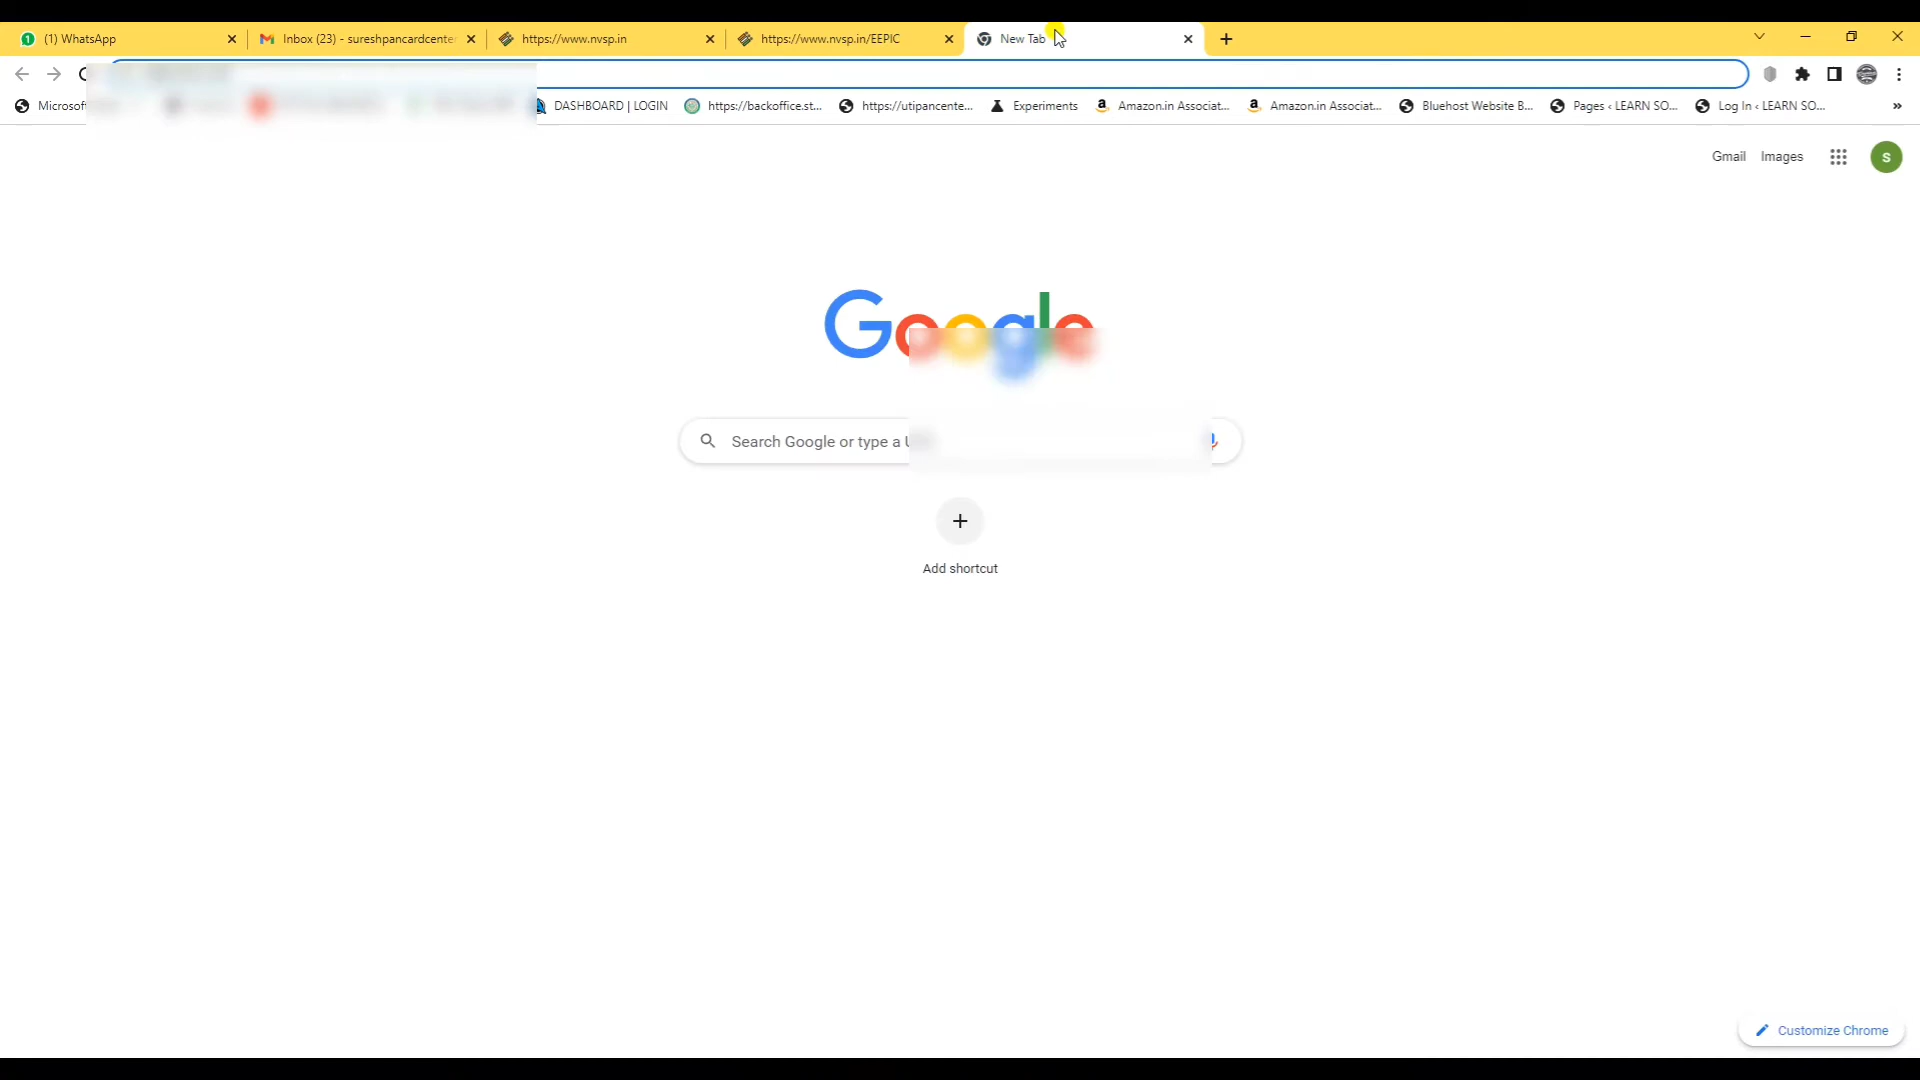 (1) WhatsApp
Inbox (23) - sureshpancardcenter
https://www.nvsp.in
https://www.nvsp.in/EEPIC
New Tab
DASHBOARD | LOGIN
https://backoffice.st...
https://utipancente...
Experiments
Amazon.in Associat...
Amazon.in Associat...
Bluehost Website B...
Pages ‹ LEARN SO...
Log In ‹ LEARN SO...
»
Gmail
Images
S
Google
Search Google or type a
Add shortcut
Customize Chrome